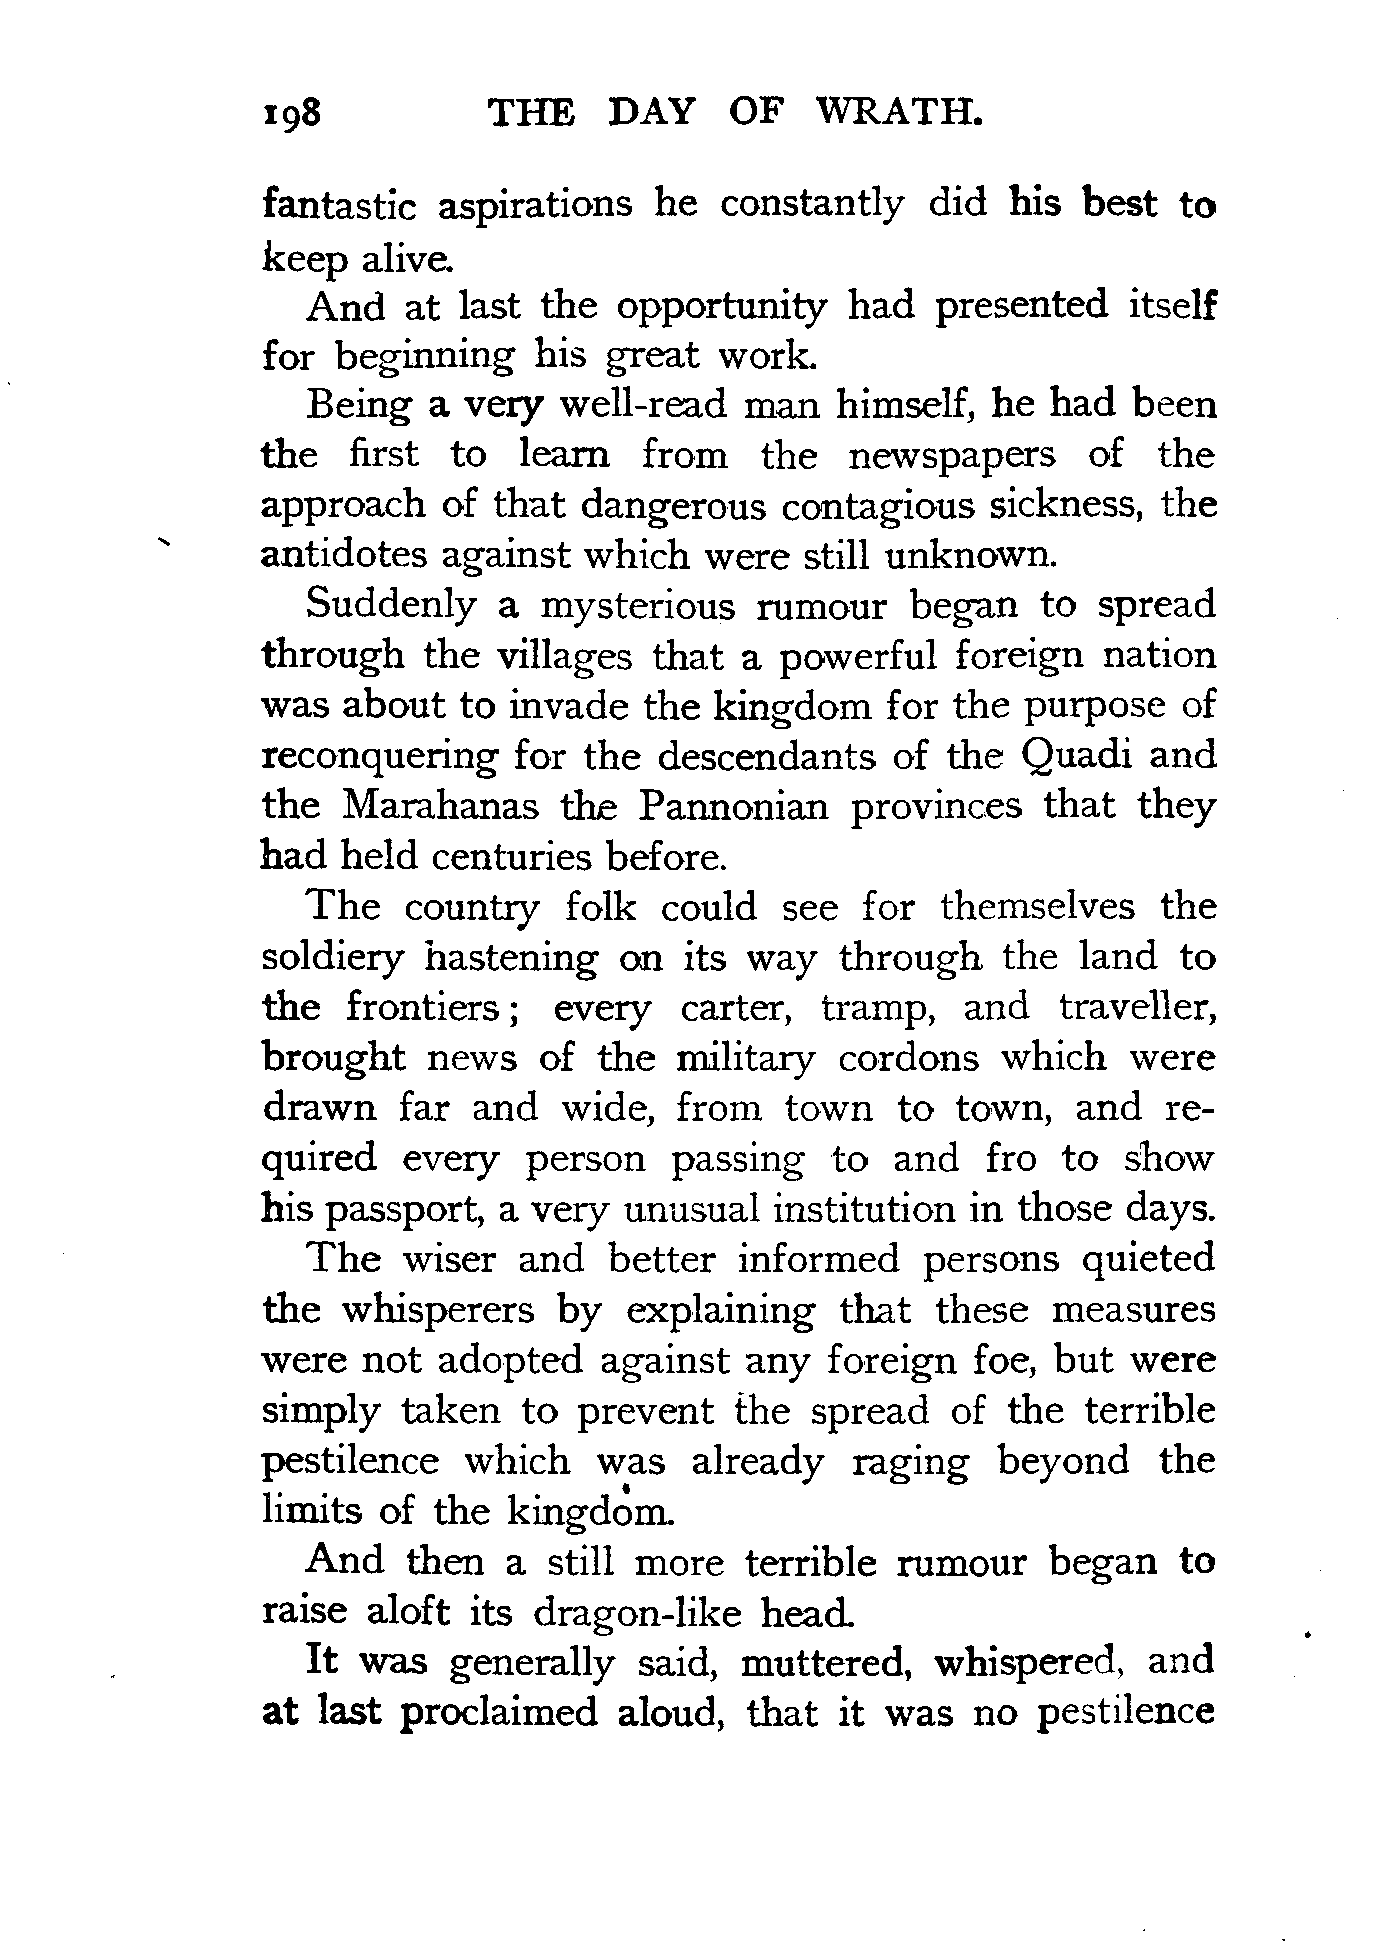 198 THE DAY OF WRATH.
fantastic aspirations he constantly did his best to
keep alive.
And at last the opportunity had presented itself
for beginning his great work.
Being a very well-read man himself, he had been
the first to learn from the newspapers of the
approach of that dangerous contagious sickness, the
antidotes against which were still unknown.
Suddenly a mysterious rumour began to spread
through the villages that a powerful foreign nation
was about to invade the kingdom for the purpose of
reconquering for the descendants of the Quadi and
the Marahanas the Pannonian provinces that they
had held centuries before.
The country folk could see for themselves the
soldiery hastening on its way through the land to
the frontiers; every carter, tramp, and traveller,
brought news of the military cordons which were
drawn far and wide, from town to town, and re-
quired every person passing to and fro to show
his passport, a very unusual institution in those days.
The wiser and better informed persons quieted
the whisperers by explaining that these measures
were not adopted against any foreign foe, but were
simply taken to prevent the spread of the terrible
pestilence which was already raging beyond the
limits of the kingdom.
And then a still more terrible rumour began to
raise aloft its dragon-like head.
It was generally said, muttered, whispered, and
at last proclaimed aloud, that it was no pestilence